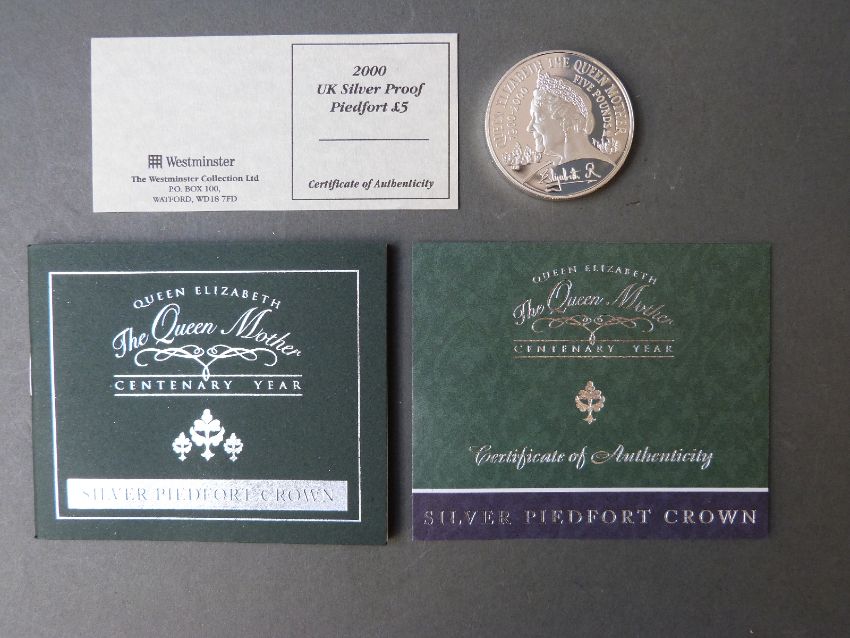 2000
UK Silver Proof
Piedfort £5
Westminster
The Westminster Collection Ltd
P.O. BOX 100,
WATFORD, WD18 7FD
Certificate of Authenticity
QUEEN ELIZABETH THE QUEEN MOTHER
1900-2000
FIVE POUNDS
Elizabeth R
QUEEN ELIZABETH
The Queen Mother
CENTENARY YEAR
SILVER PIEDFORT CROWN
QUEEN ELIZABETH
The Queen Mother
CENTENARY YEAR
Certificate of Authenticity
SILVER PIEDFORT CROWN